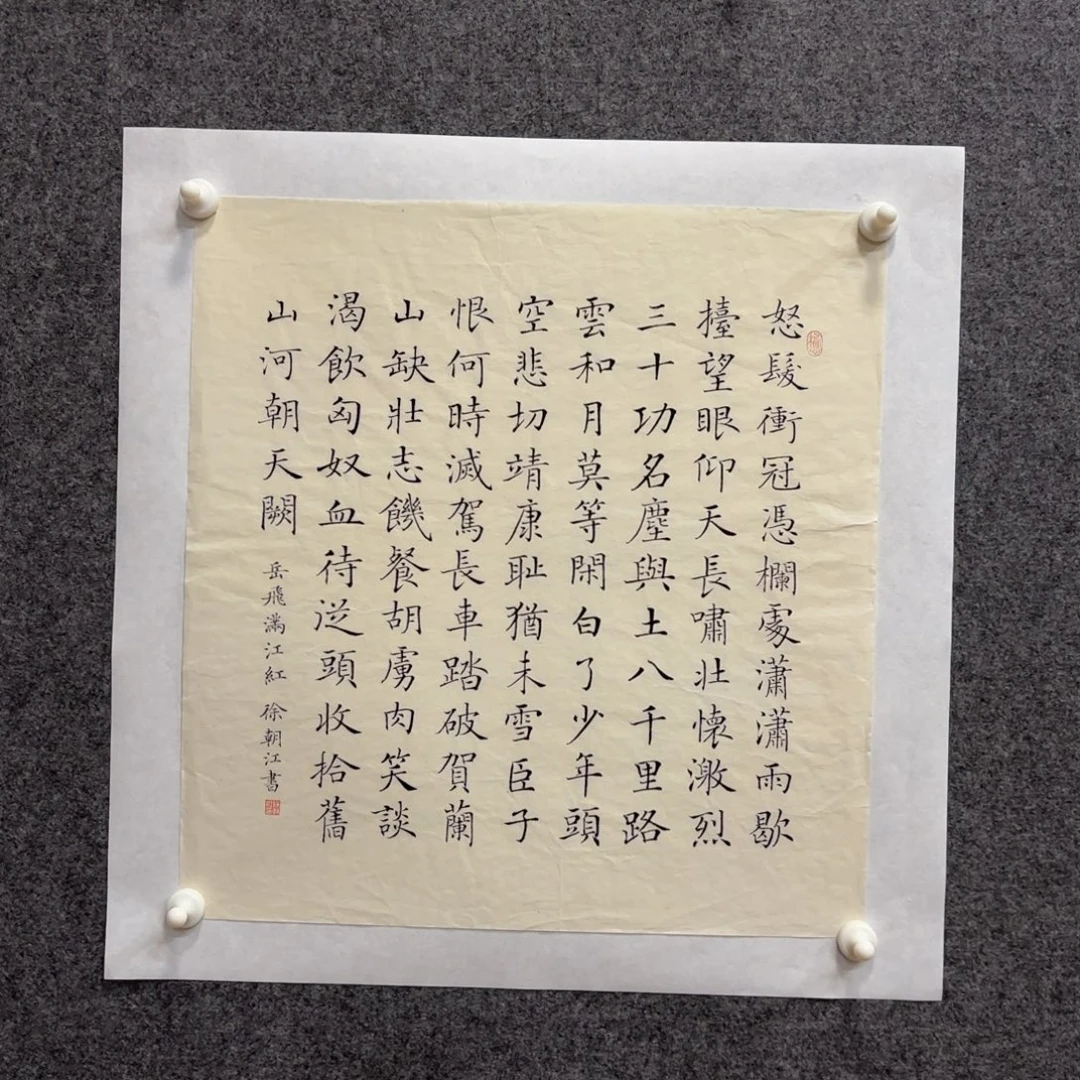 怒髮衝冠憑欄處瀟瀟雨歇
擡望眼仰天長嘯壯懷激烈
三十功名塵與土八千里路
雲和月莫等閑白了少年頭
空悲切靖康耻猶未雪臣子
恨何時滅駕長車踏破賀蘭
山缺壯志饑餐胡虜肉笑談
渴飲匈奴血待從頭收拾舊
山河朝天闕 岳飛滿江紅 徐朝江書